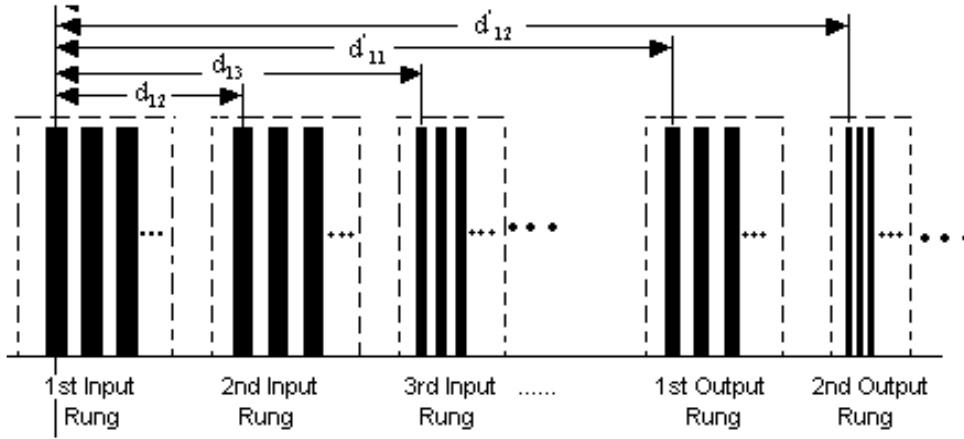 d'12
d'11
d13
d12
... ... ... ... ... ... ...
1st Input Rung
2nd Input Rung
3rd Input Rung
......
1st Output Rung
2nd Output Rung